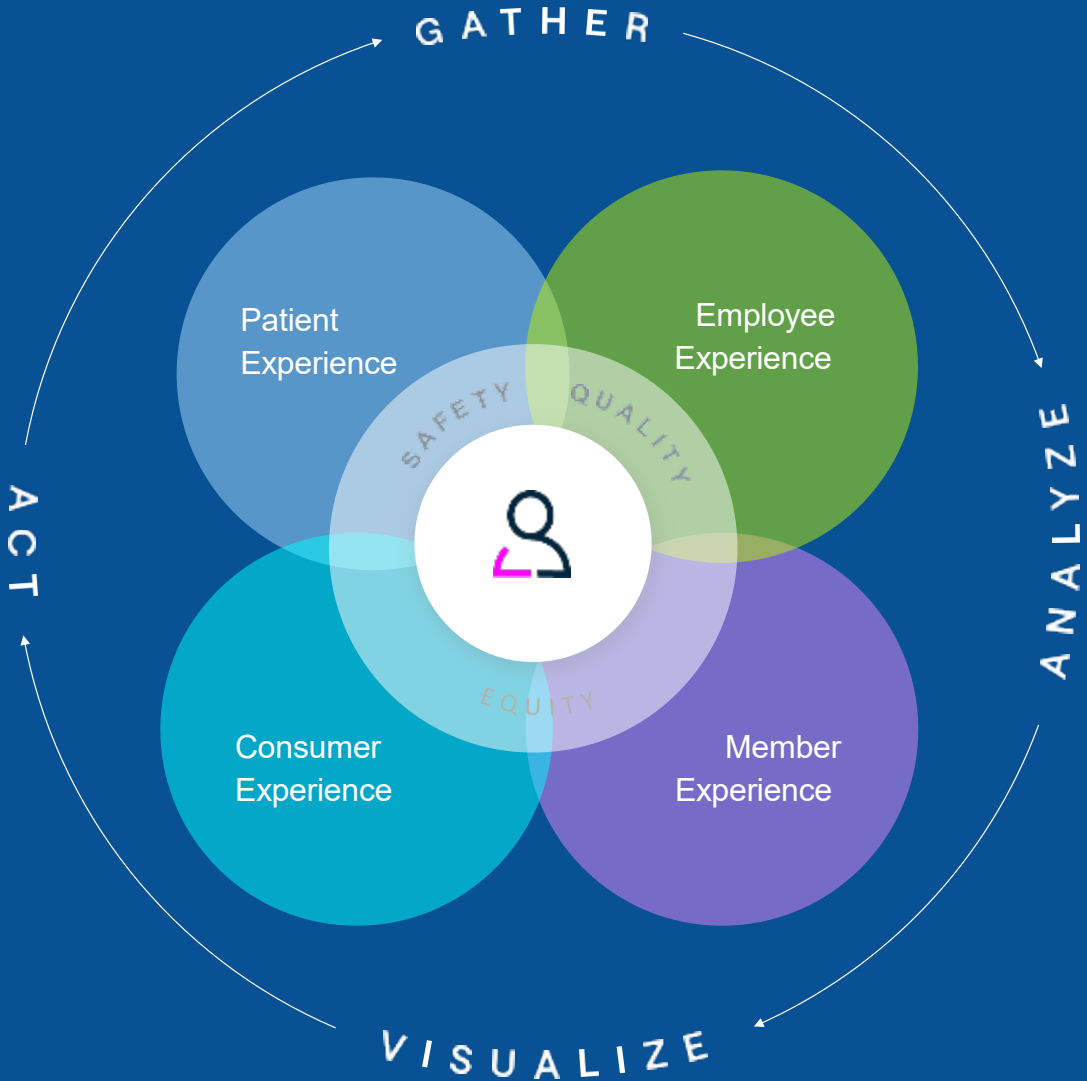 GATHER
Patient
Experience
Employee
Experience
SAFETY
QUALITY
ACT
ANALYZE
EQUITY
Consumer
Experience
Member
Experience
VISUALIZE